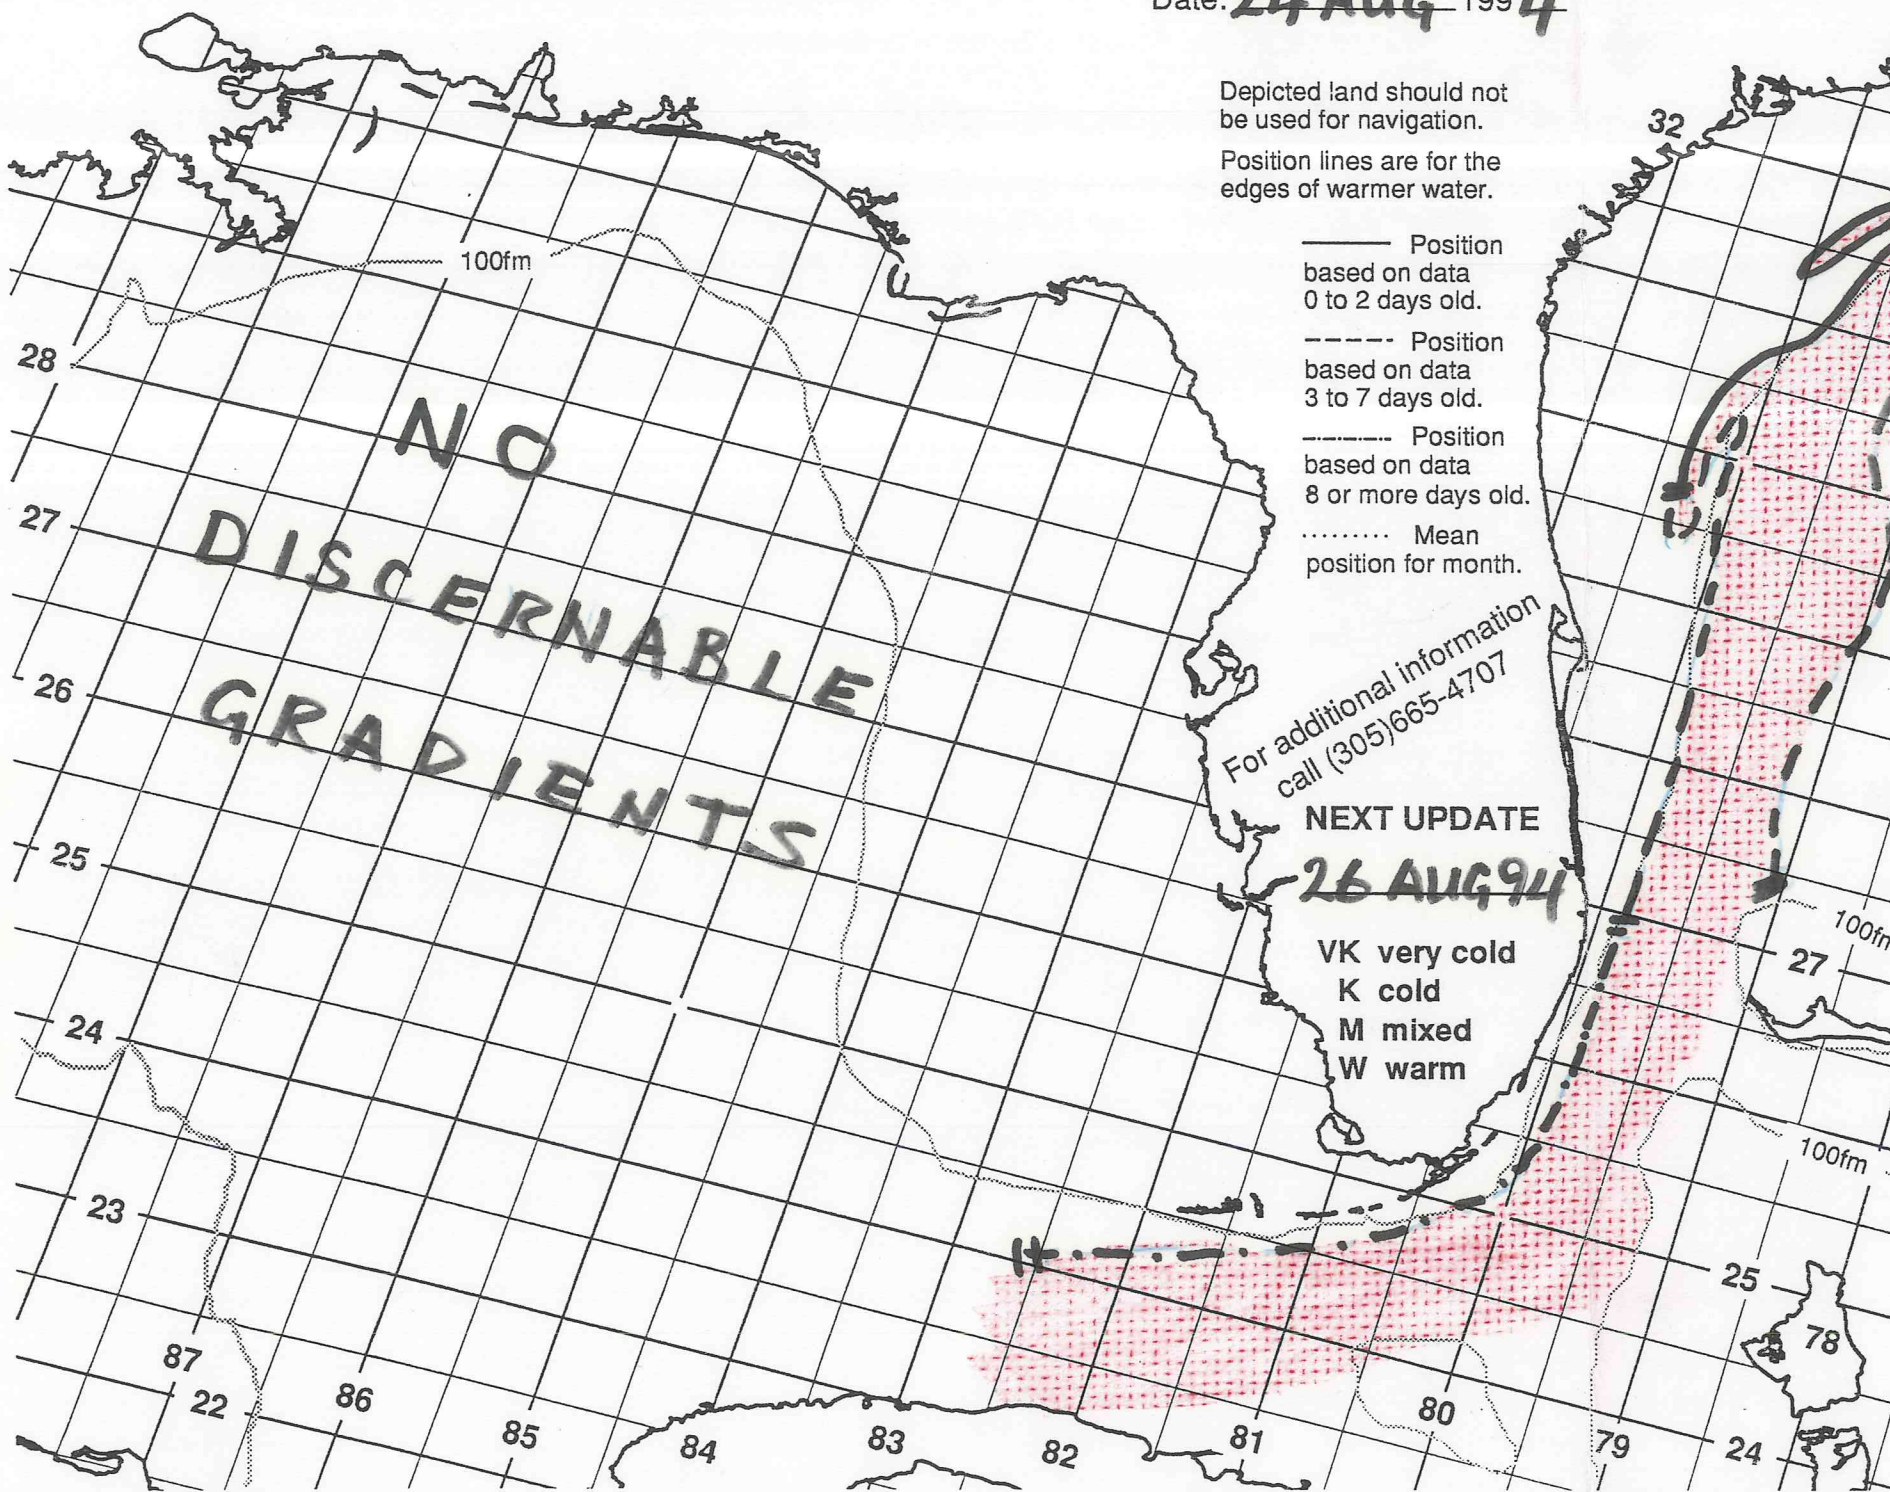 Date: 24 AUG 1994
Depicted land should not
be used for navigation.
Position lines are for the
edges of warmer water.
Position
based on data
0 to 2 days old.
Position
based on data
3 to 7 days old.
Position
based on data
8 or more days old.
Mean
position for month.
For additional information
call (305)665-4707
NEXT UPDATE
26 AUG 94
VK very cold
K cold
M mixed
W warm
NO
DISCERNABLE
GRADIENTS
100fm
100fm
100fm
32
28
27
26
25
24
23
22
87
86
85
84
83
82
81
80
79
78
27
25
24